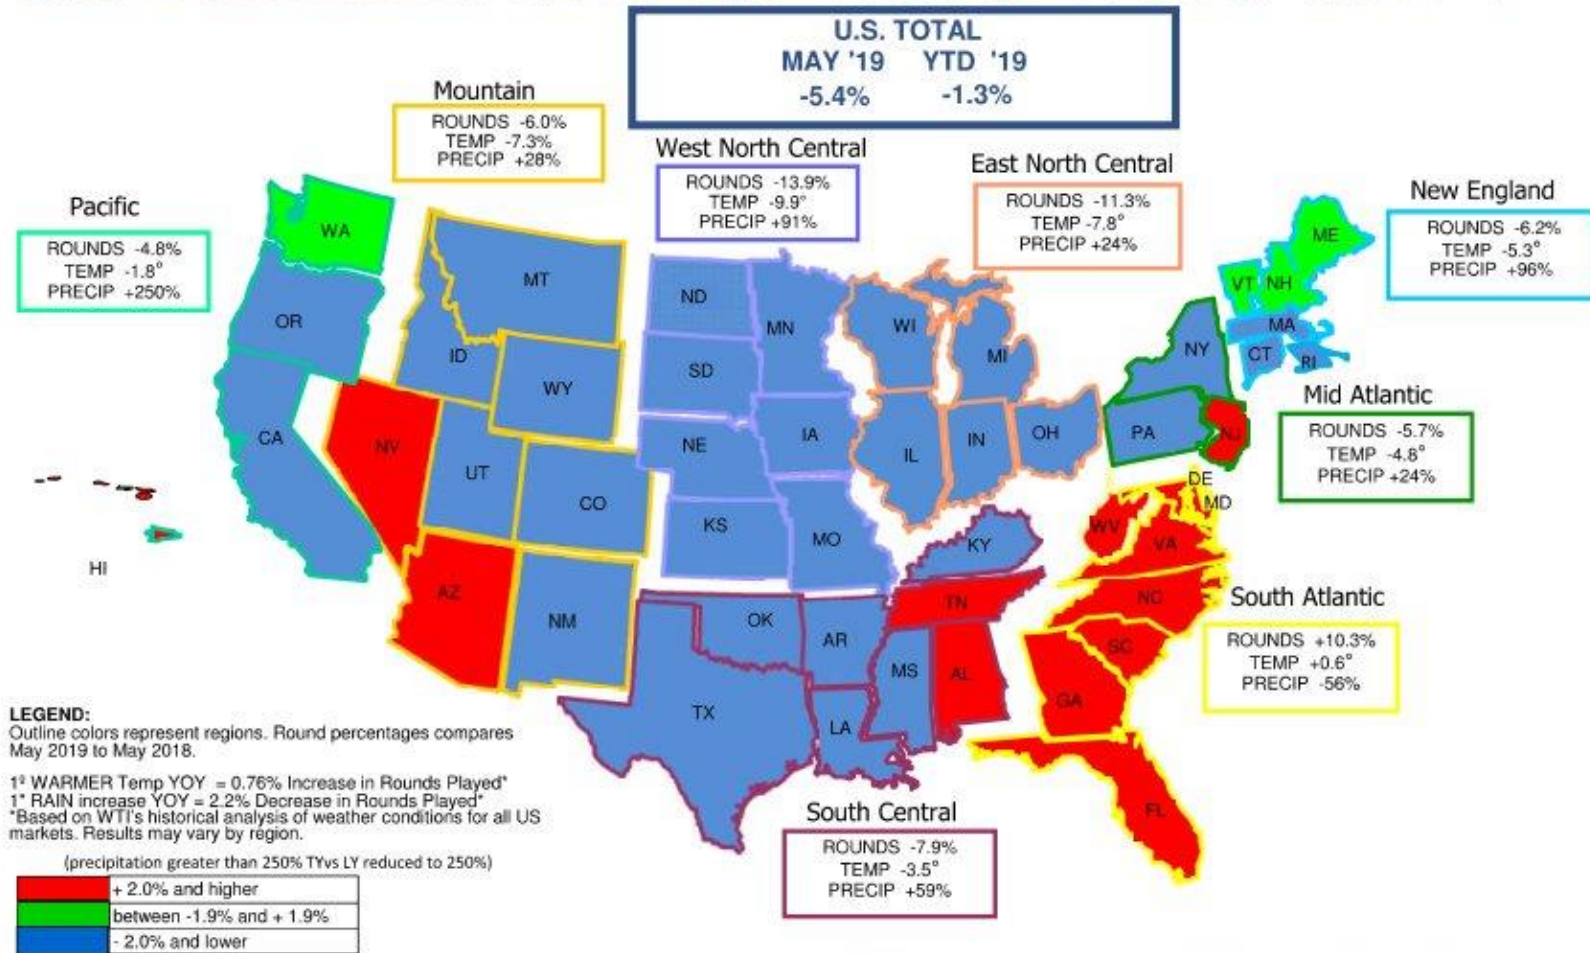 U.S. TOTAL
MAY '19 YTD '19
-5.4% -1.3%
Mountain
ROUNDS -6.0%
TEMP -7.3%
PRECIP +28%
West North Central
ROUNDS -13.9%
TEMP -9.9°
PRECIP +91%
East North Central
ROUNDS -11.3%
TEMP -7.8°
PRECIP +24%
New England
ROUNDS -6.2%
TEMP -5.3°
PRECIP +96%
Pacific
ROUNDS -4.8%
TEMP -1.8°
PRECIP +250%
WA
OR
CA
HI
MT
ID
WY
NV
UT
CO
AZ
NM
ND
SD
NE
KS
MN
IA
MO
WI
MI
IL
IN
OH
ME
VT
NH
MA
CT
RI
NY
PA
NJ
Mid Atlantic
ROUNDS -5.7%
TEMP -4.8°
PRECIP +24%
DE
MD
WV
VA
NC
SC
GA
FL
South Atlantic
ROUNDS +10.3%
TEMP +0.6°
PRECIP -56%
KY
TN
OK
AR
MS
AL
TX
LA
South Central
ROUNDS -7.9%
TEMP -3.5°
PRECIP +59%
LEGEND:
Outline colors represent regions. Round percentages compares
May 2019 to May 2018.
1º WARMER Temp YOY = 0.76% Increase in Rounds Played*
1" RAIN increase YOY = 2.2% Decrease in Rounds Played*
*Based on WTI's historical analysis of weather conditions for all US
markets. Results may vary by region.
(precipitation greater than 250% TYvs LY reduced to 250%)
+ 2.0% and higher
between -1.9% and + 1.9%
- 2.0% and lower